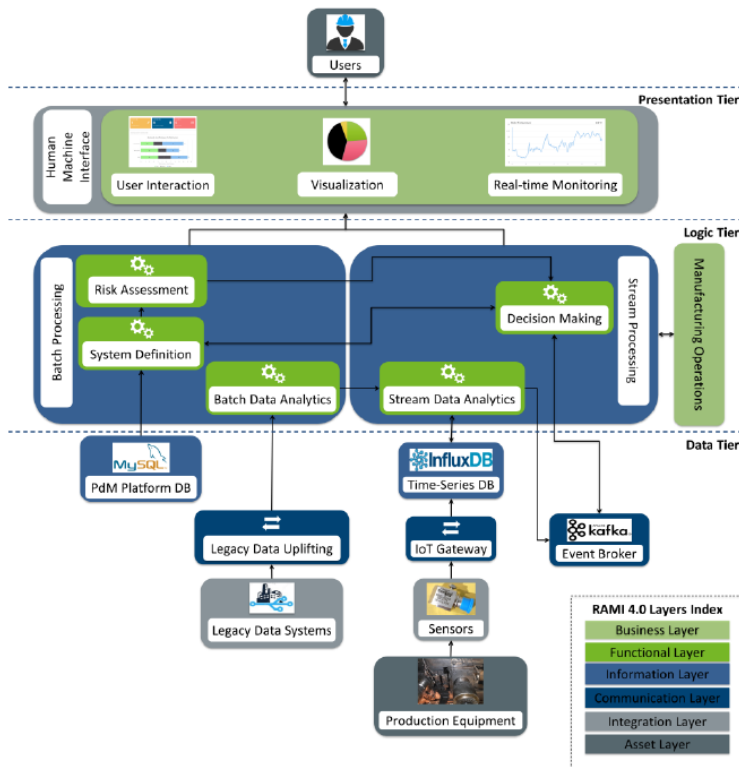 Users
Presentation Tier
Human
Machine
Interface
User Interaction
Visualization
Real-time Monitoring
Logic Tier
Batch Processing
Risk Assessment
System Definition
Batch Data Analytics
Decision Making
Stream Data Analytics
Stream Processing
Manufacturing Operations
Data Tier
MySQL
PdM Platform DB
InfluxDB
Time-Series DB
Legacy Data Uplifting
IoT Gateway
kafka
Event Broker
Legacy Data Systems
Sensors
Production Equipment
RAMI 4.0 Layers Index
Business Layer
Functional Layer
Information Layer
Communication Layer
Integration Layer
Asset Layer